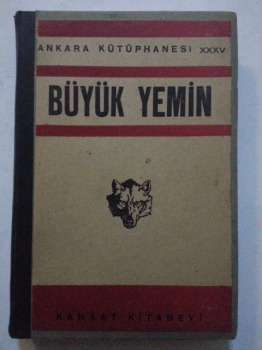 ANKARA KÜTÜPHANESİ XXXV
BÜYÜK YEMİN
KANAAT KİTABEVİ